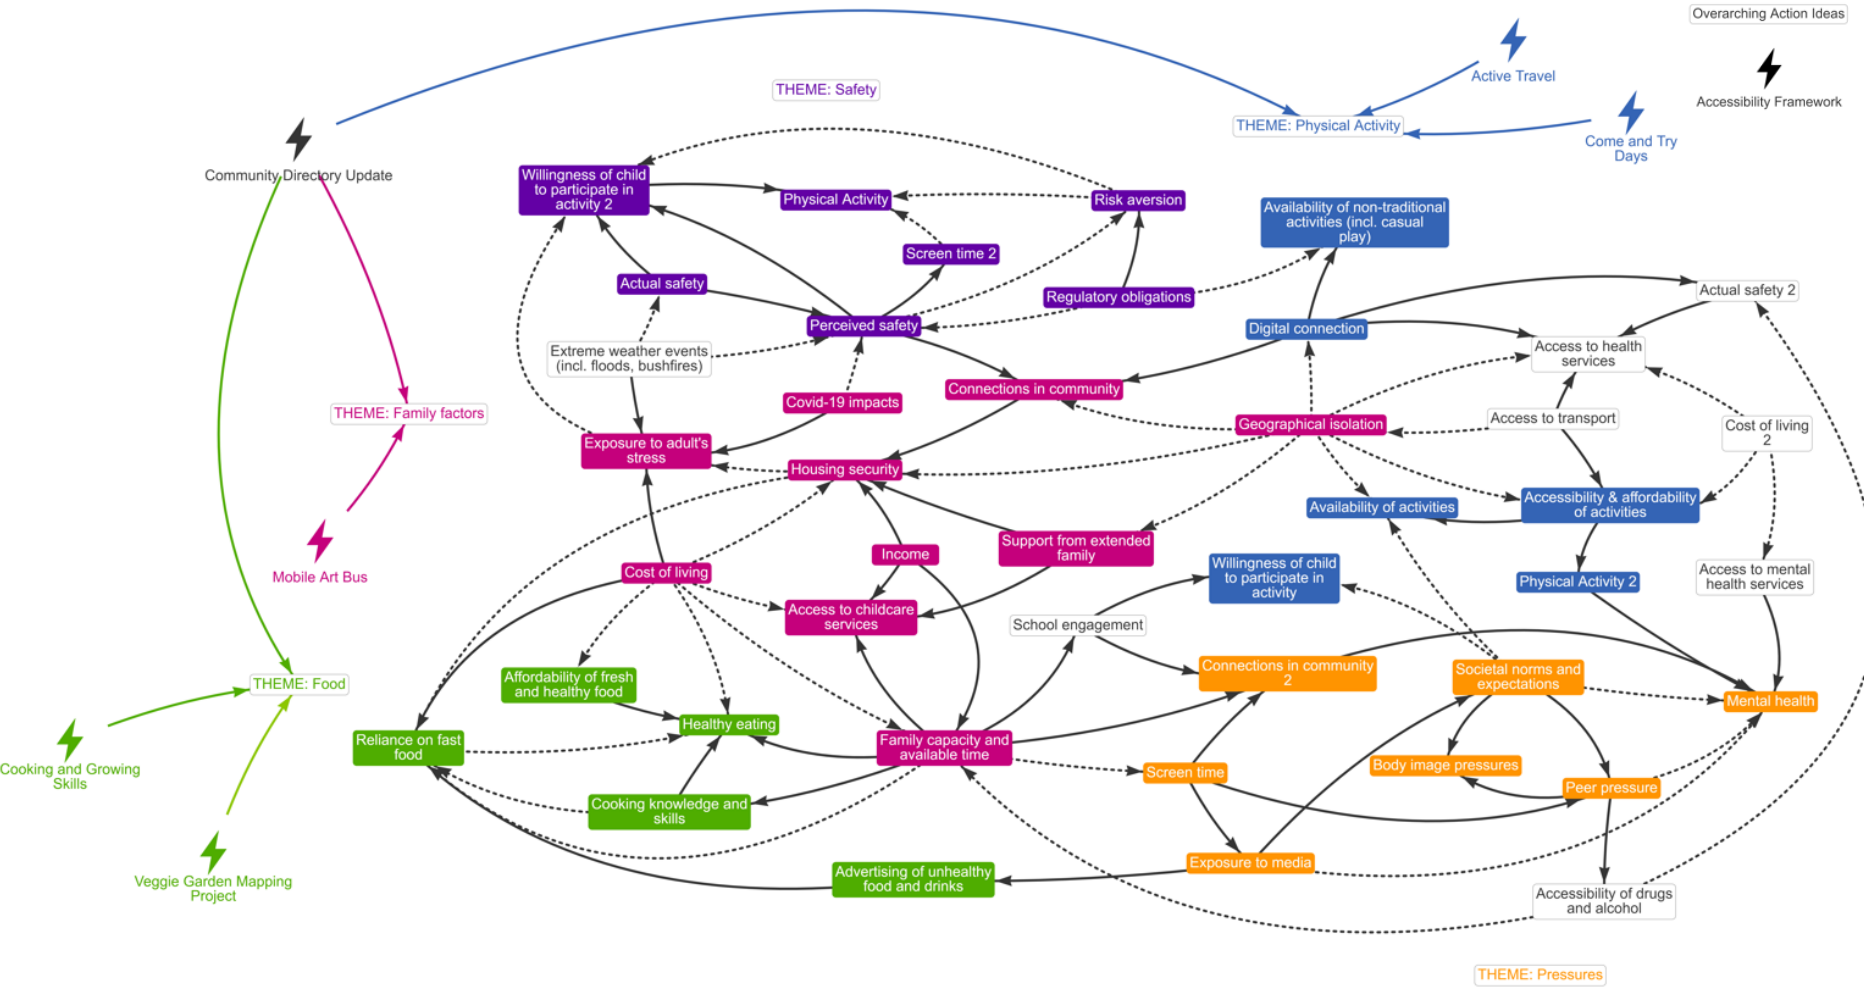 Overarching Action Ideas
Active Travel
Accessibility Framework
THEME: Safety
THEME: Physical Activity
Come and Try
Days
Community Directory Update
Willingness of child
to participate in
activity 2
Physical Activity
Risk aversion
Availability of non-traditional
activities (incl. casual
play)
Screen time 2
Actual safety
Regulatory obligations
Actual safety 2
Perceived safety
Digital connection
Extreme weather events
(incl. floods, bushfires)
Access to health
services
Connections in community
Covid-19 impacts
THEME: Family factors
Geographical isolation
Access to transport
Cost of living
2
Exposure to adult's
stress
Housing security
Availability of activities
Accessibility & affordability
of activities
Support from extended
family
Income
Mobile Art Bus
Cost of living
Willingness of child
to participate in
activity
Physical Activity 2
Access to mental
health services
Access to childcare
services
School engagement
THEME: Food
Affordability of fresh
and healthy food
Connections in community
2
Societal norms and
expectations
Mental health
Healthy eating
Reliance on fast
food
Family capacity and
available time
Cooking and Growing
Skills
Screen time
Body image pressures
Peer pressure
Cooking knowledge and
skills
Veggie Garden Mapping
Project
Exposure to media
Advertising of unhealthy
food and drinks
Accessibility of drugs
and alcohol
THEME: Pressures